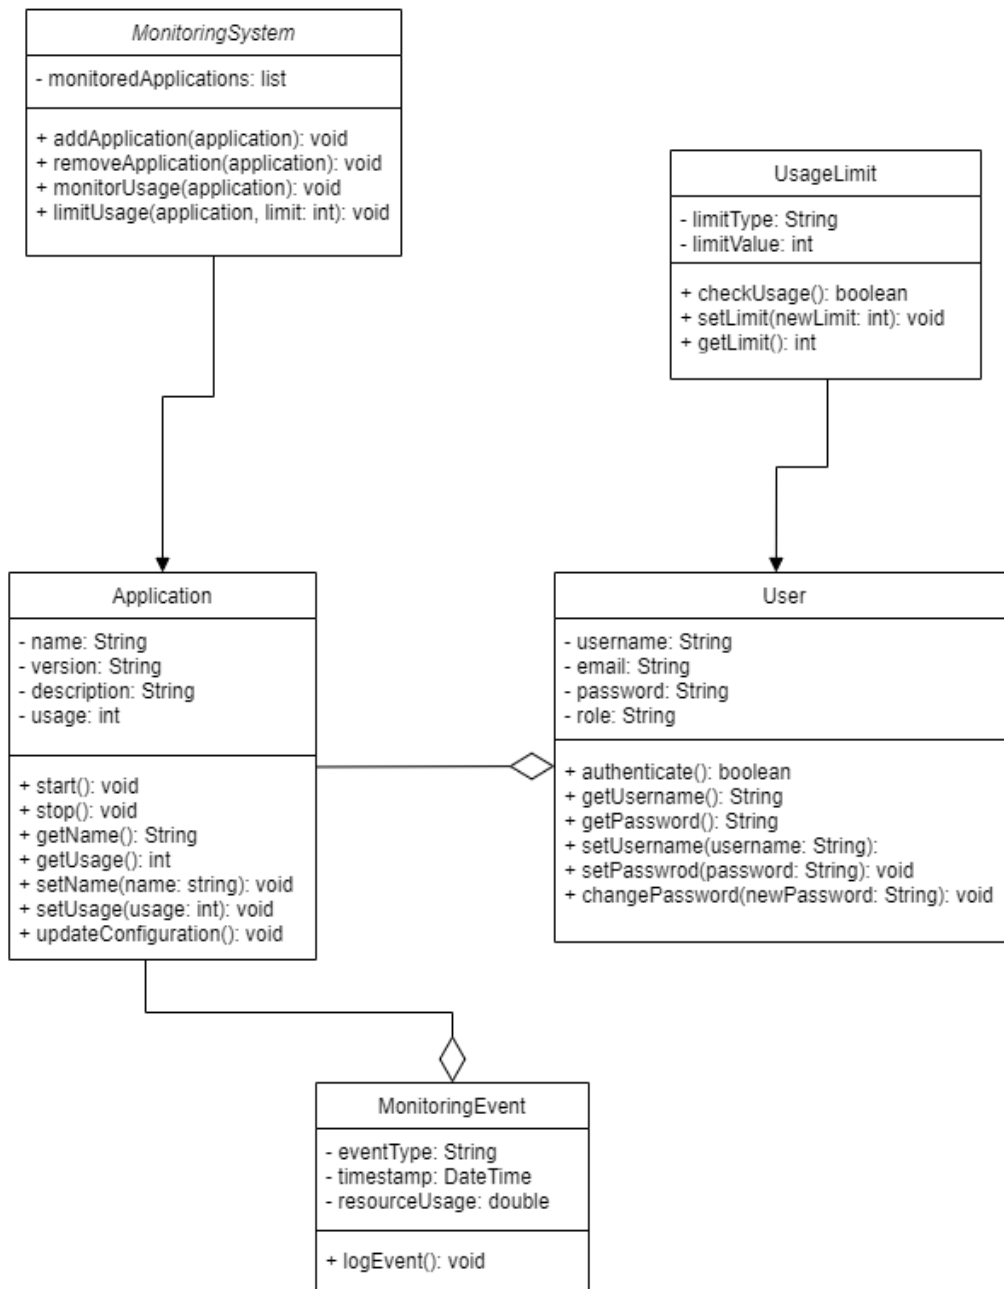 MonitoringSystem
- monitoredApplications: list
+ addApplication(application): void
+ removeApplication(application): void
+ monitorUsage(application): void
+ limitUsage(application, limit: int): void
UsageLimit
- limitType: String
- limitValue: int
+ checkUsage(): boolean
+ setLimit(newLimit: int): void
+ getLimit(): int
Application
- name: String
- version: String
- description: String
- usage: int
+ start(): void
+ stop(): void
+ getName(): String
+ getUsage(): int
+ setName(name: string): void
+ setUsage(usage: int): void
+ updateConfiguration(): void
User
- username: String
- email: String
- password: String
- role: String
+ authenticate(): boolean
+ getUsername(): String
+ getPassword(): String
+ setUsername(username: String):
+ setPasswrod(password: String): void
+ changePassword(newPassword: String): void
MonitoringEvent
- eventType: String
- timestamp: DateTime
- resourceUsage: double
+ logEvent(): void